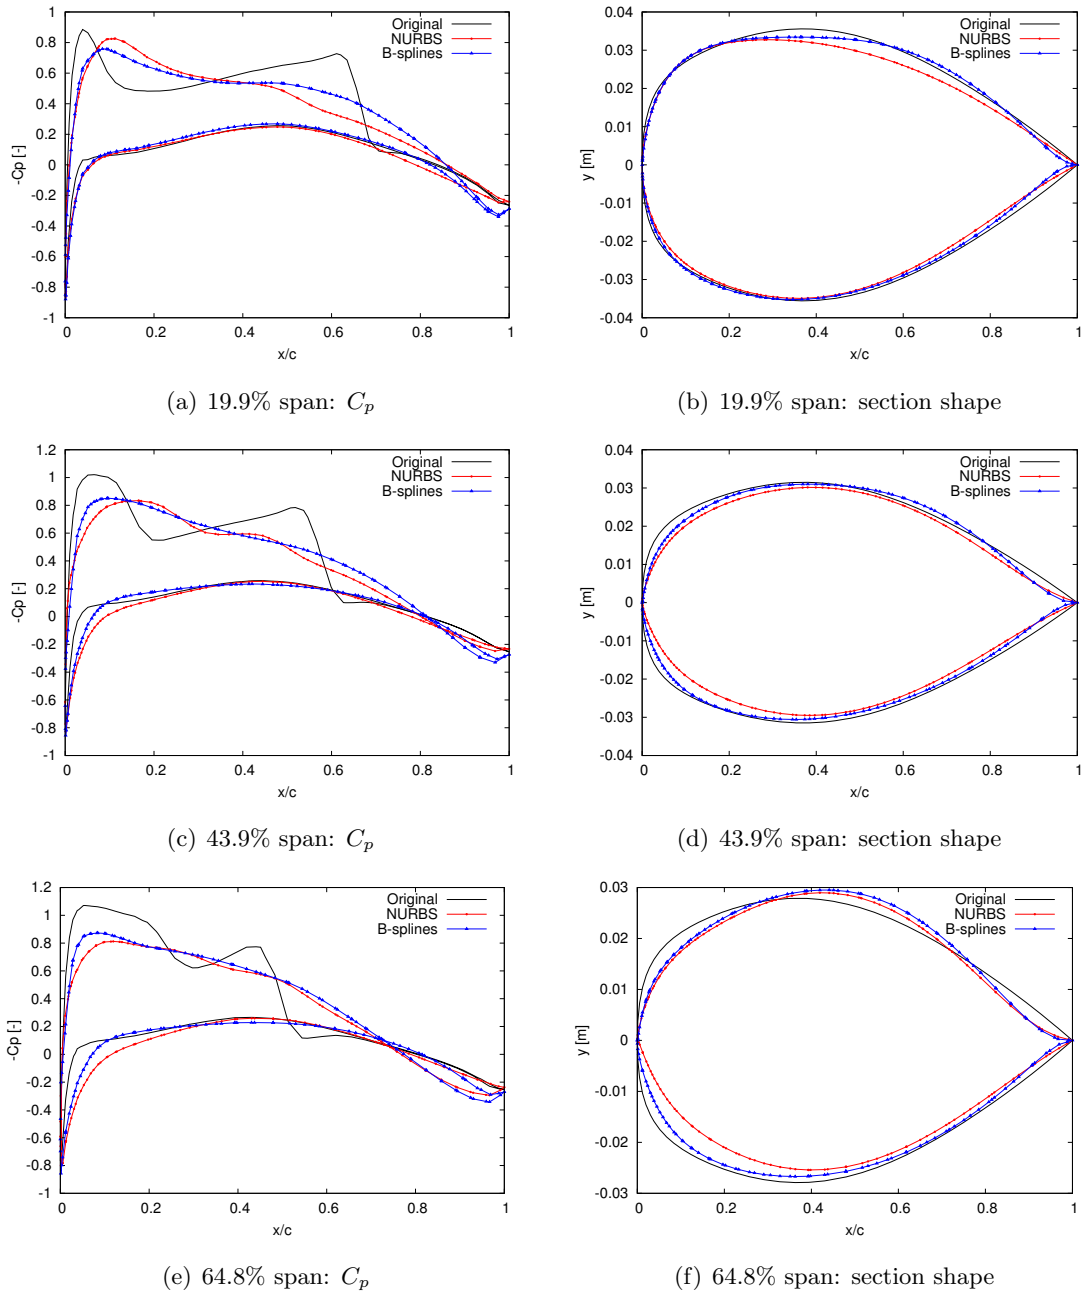 Original
NURBS
B-splines
1
0.8
0.6
0.4
0.2
0
-0.2
-0.4
-0.6
-0.8
-1
-Cp [-]
0 0.2 0.4 0.6 0.8 1
x/c
(a) 19.9% span: Cp
Original
NURBS
B-splines
0.04
0.03
0.02
0.01
0
-0.01
-0.02
-0.03
-0.04
y [m]
0 0.2 0.4 0.6 0.8 1
x/c
(b) 19.9% span: section shape
Original
NURBS
B-splines
1.2
1
0.8
0.6
0.4
0.2
0
-0.2
-0.4
-0.6
-0.8
-1
-Cp [-]
0 0.2 0.4 0.6 0.8 1
x/c
(c) 43.9% span: Cp
Original
NURBS
B-splines
0.04
0.03
0.02
0.01
0
-0.01
-0.02
-0.03
-0.04
y [m]
0 0.2 0.4 0.6 0.8 1
x/c
(d) 43.9% span: section shape
Original
NURBS
B-splines
1.2
1
0.8
0.6
0.4
0.2
0
-0.2
-0.4
-0.6
-0.8
-1
-Cp [-]
0 0.2 0.4 0.6 0.8 1
x/c
(e) 64.8% span: Cp
Original
NURBS
B-splines
0.03
0.02
0.01
0
-0.01
-0.02
-0.03
y [m]
0 0.2 0.4 0.6 0.8 1
x/c
(f) 64.8% span: section shape